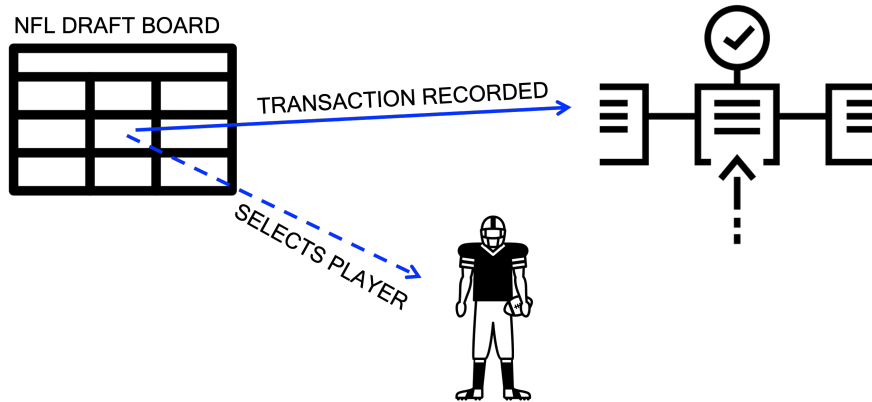 NFL DRAFT BOARD
TRANSACTION RECORDED
SELECTS PLAYER